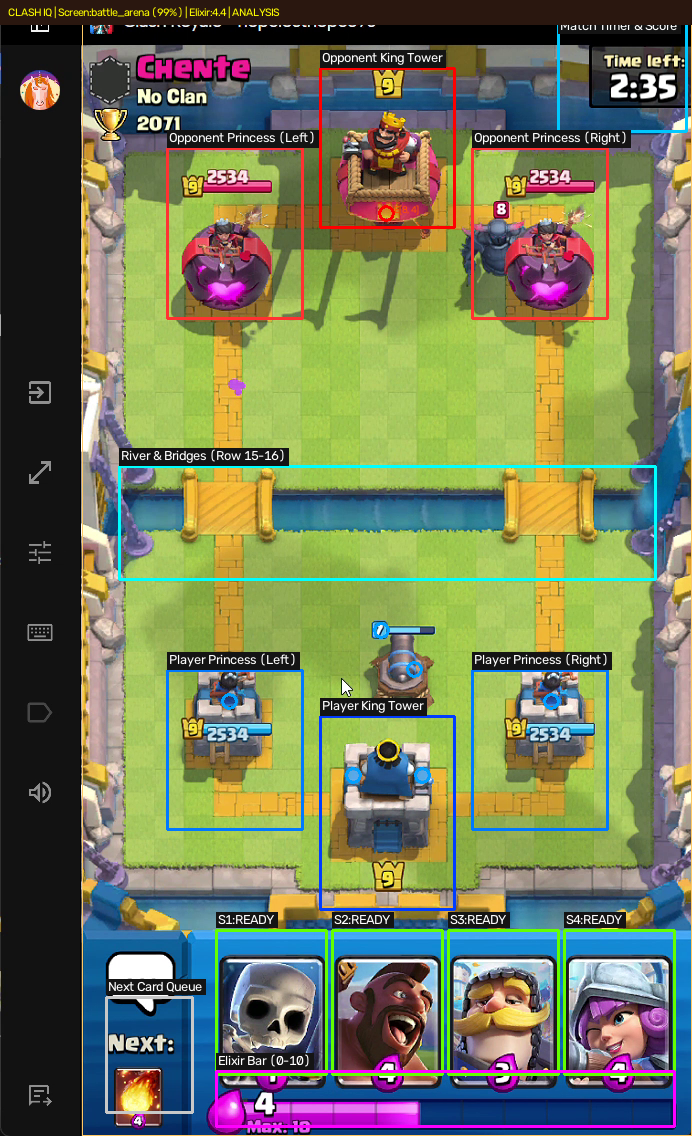 CLASH IQ | Screen:battle_arena (99%) | Elixir:4.4 | ANALYSIS
Match Timer & Score
Opponent King Tower
9
CHENTE
No Clan
2071
Time left:
2:35
Opponent Princess (Left)
Opponent Princess (Right)
9 2534
9 2534
8
River & Bridges (Row 15-16)
Player Princess (Left)
Player Princess (Right)
Player King Tower
9 2534
9 2534
9
S1:READY
S2:READY
S3:READY
S4:READY
Next Card Queue
Next:
4
Elixir Bar (0-10)
1
4
3
4
4
Max: 10